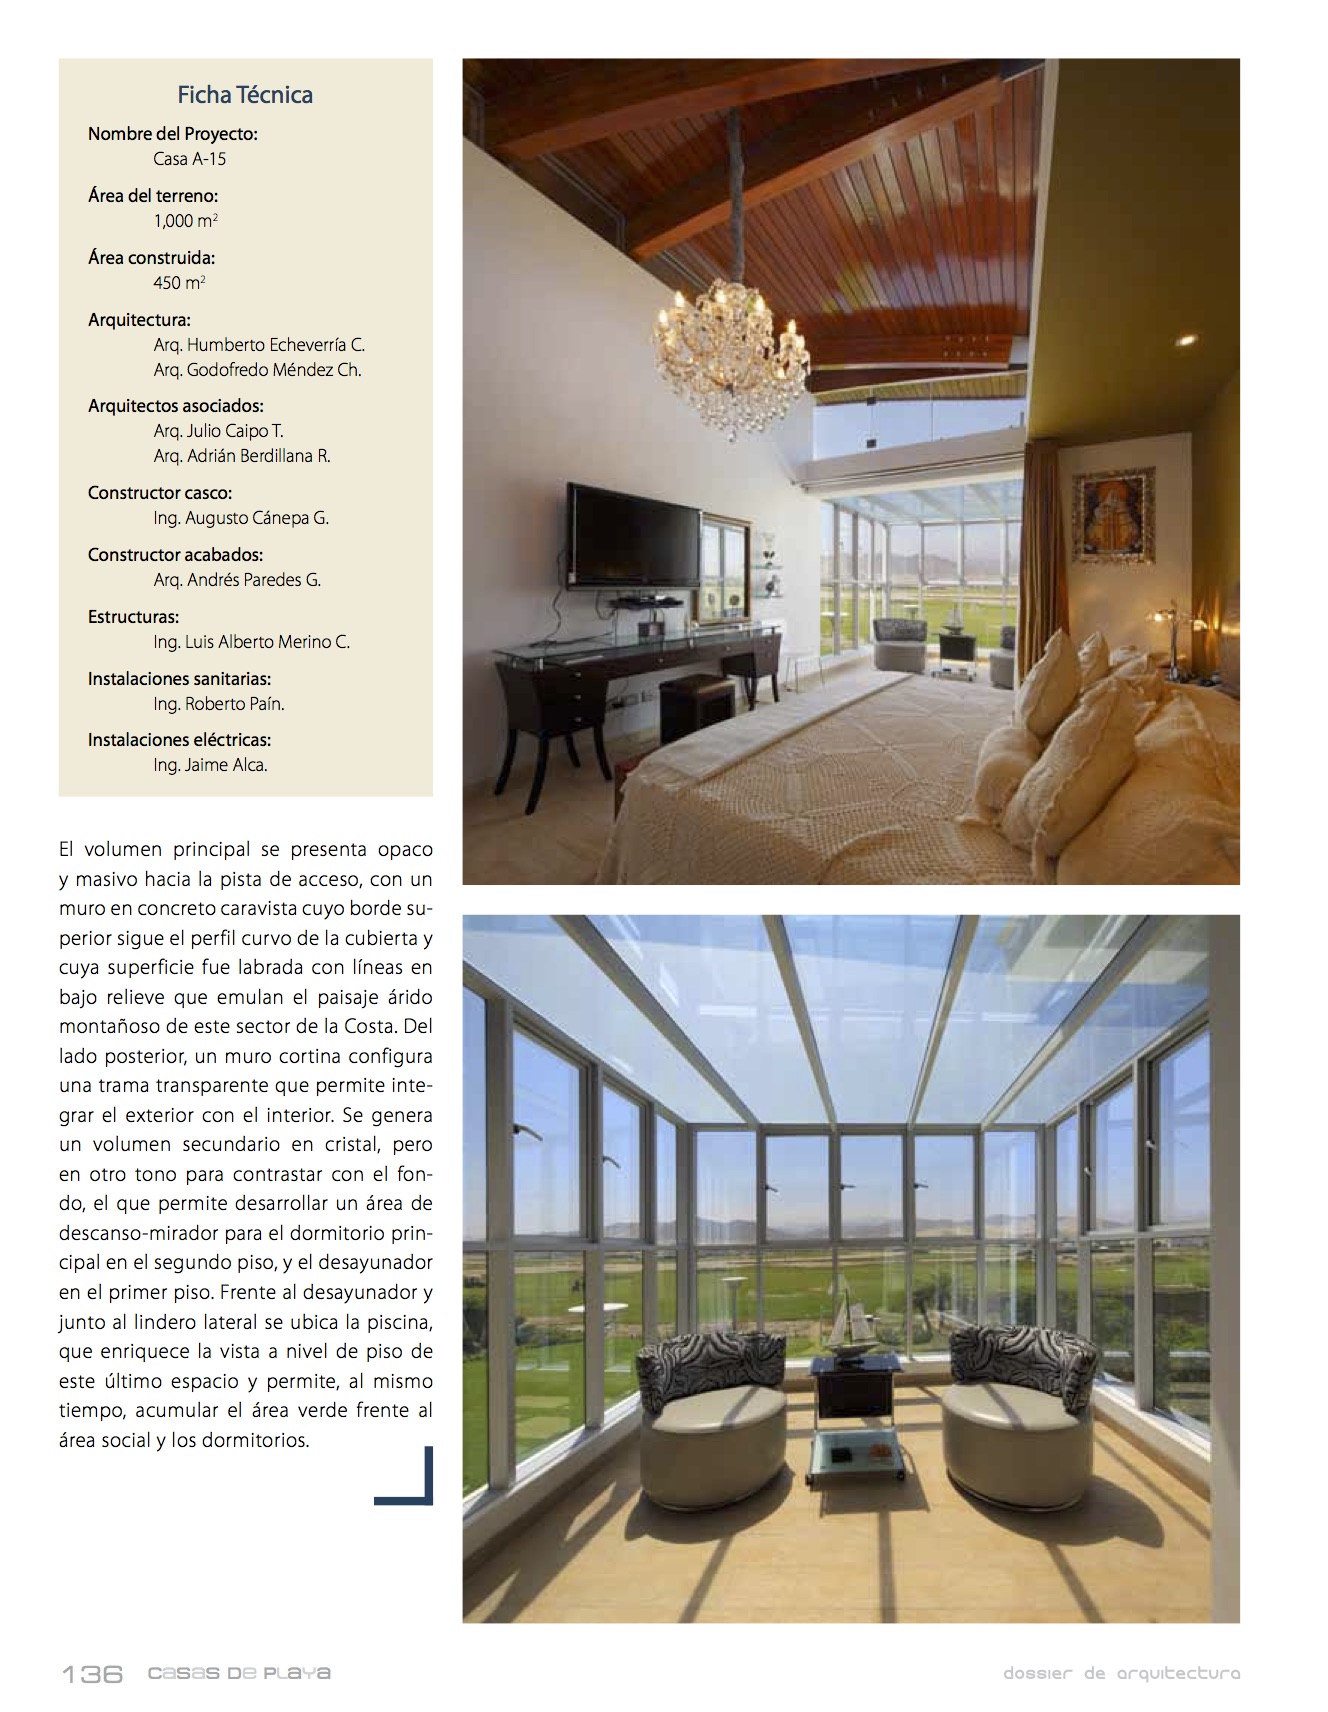 Ficha Técnica
Nombre del Proyecto:
Casa A-15
Área del terreno:
1,000 m²
Área construida:
450 m²
Arquitectura:
Arq. Humberto Echeverría C.
Arq. Godofredo Méndez Ch.
Arquitectos asociados:
Arq. Julio Caipo T.
Arq. Adrián Berdillana R.
Constructor casco:
Ing. Augusto Cánepa G.
Constructor acabados:
Arq. Andrés Paredes G.
Estructuras:
Ing. Luis Alberto Merino C.
Instalaciones sanitarias:
Ing. Roberto Paín.
Instalaciones eléctricas:
Ing. Jaime Alca.
El volumen principal se presenta opaco
y masivo hacia la pista de acceso, con un
muro en concreto caravista cuyo borde su-
perior sigue el perfil curvo de la cubierta y
cuya superficie fue labrada con líneas en
bajo relieve que emulan el paisaje árido
montañoso de este sector de la Costa. Del
lado posterior, un muro cortina configura
una trama transparente que permite inte-
grar el exterior con el interior. Se genera
un volumen secundario en cristal, pero
en otro tono para contrastar con el fon-
do, el que permite desarrollar un área de
descanso-mirador para el dormitorio prin-
cipal en el segundo piso, y el desayunador
en el primer piso. Frente al desayunador y
junto al lindero lateral se ubica la piscina,
que enriquece la vista a nivel de piso de
este último espacio y permite, al mismo
tiempo, acumular el área verde frente al
área social y los dormitorios.
136 CASAS DE PLAYA
dossier de arquitectura